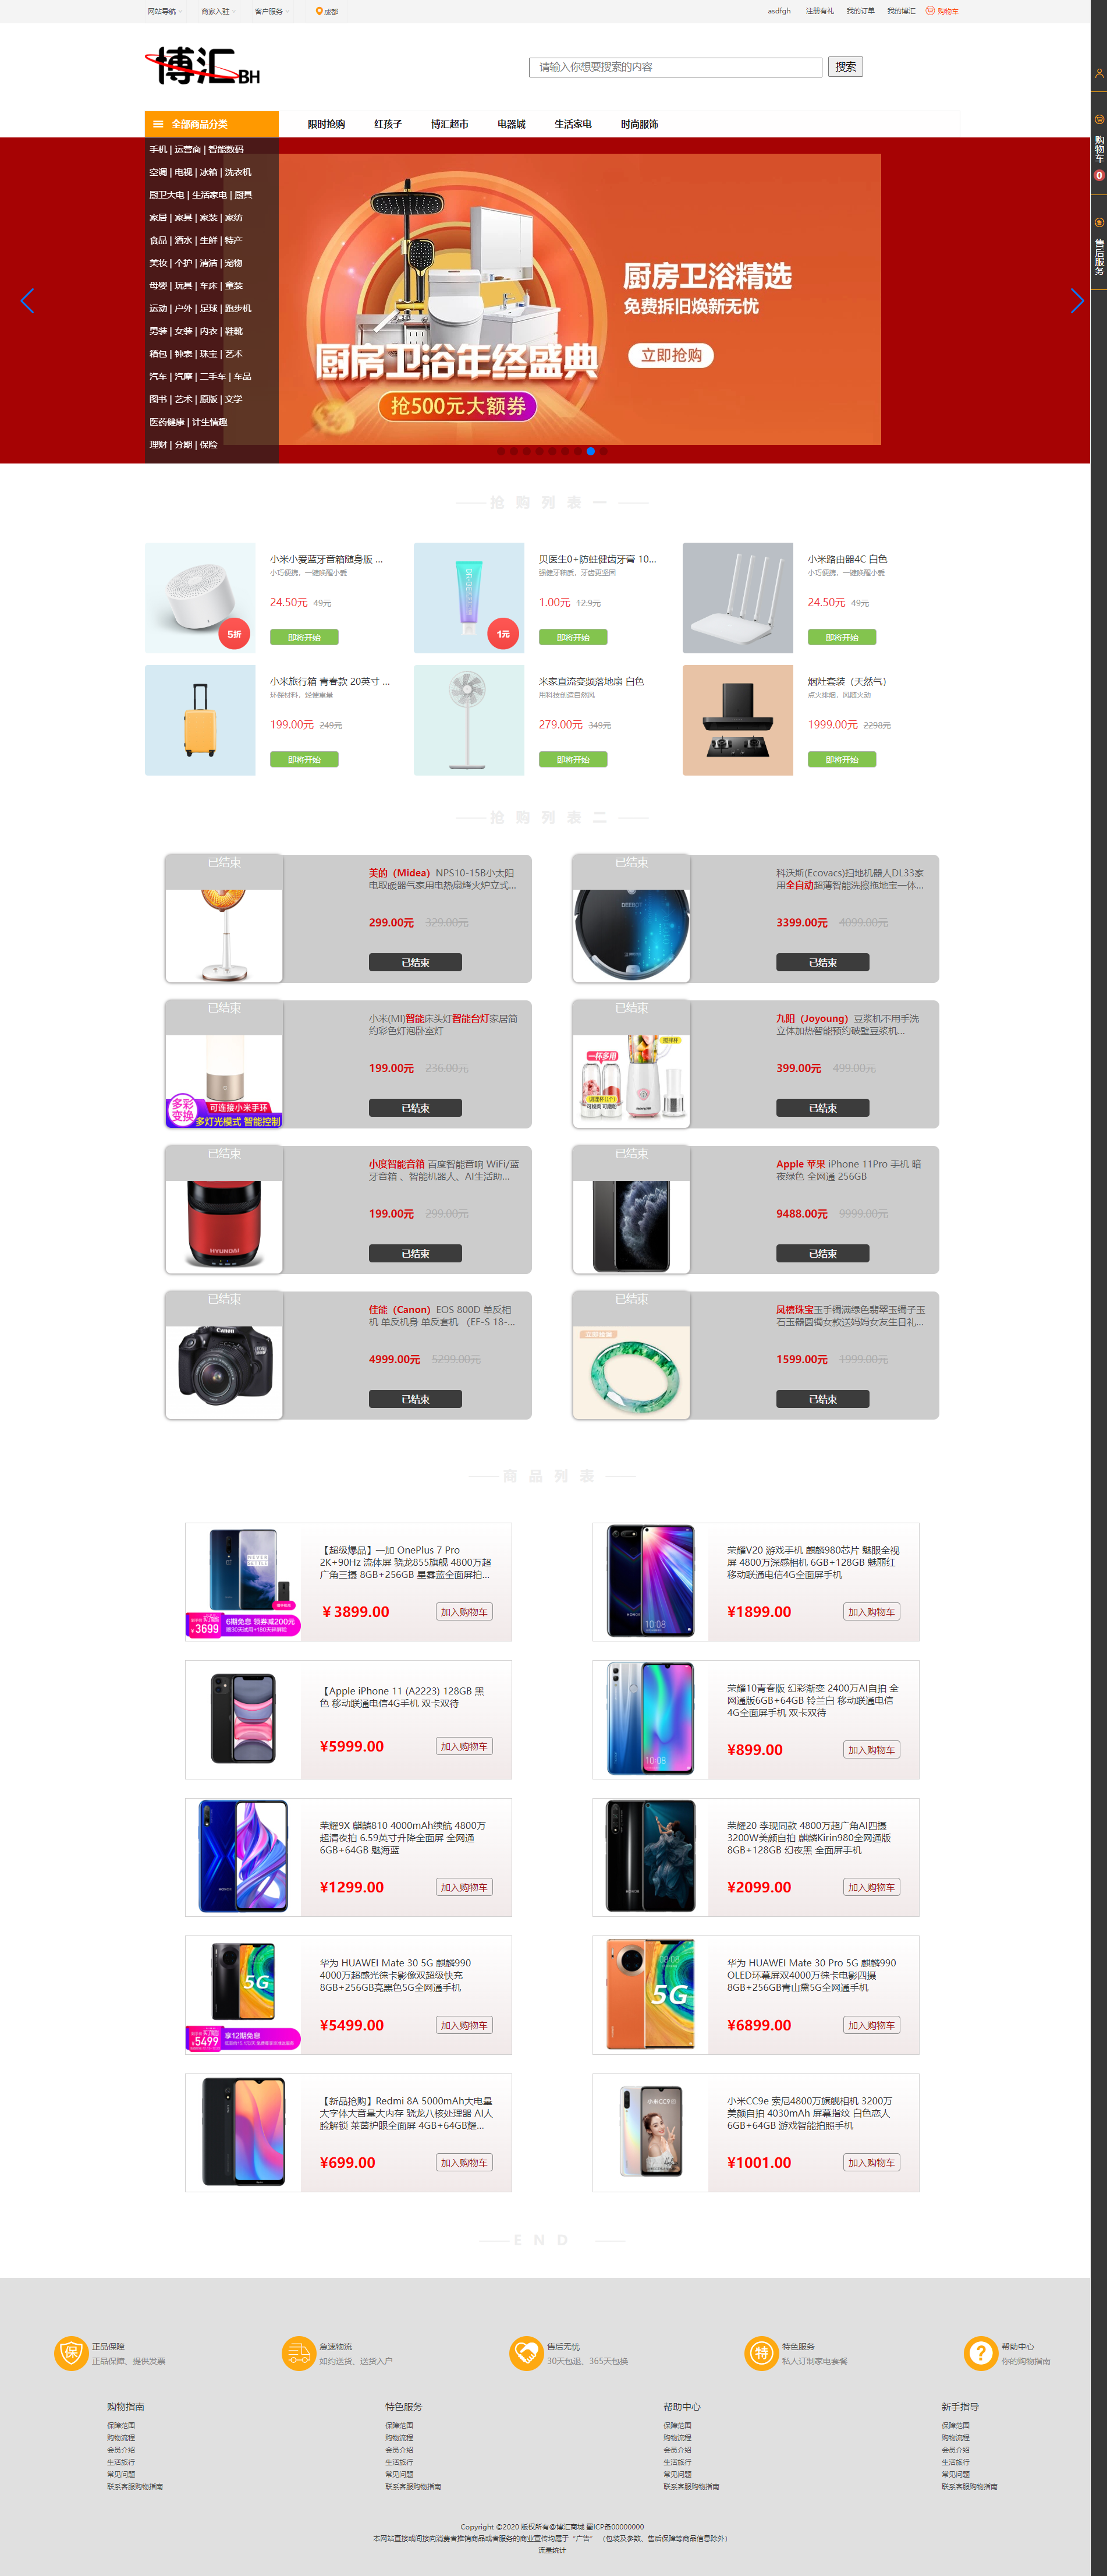 网站导航 商家入驻 客户服务 成都 asdfgh 注册有礼 我的订单 我的博汇 购物车
博汇BH
请输入你想要搜索的内容 搜索
全部商品分类 限时抢购 红孩子 博汇超市 电器城 生活家电 时尚服饰
手机 | 运营商 | 智能数码
空调 | 电视 | 冰箱 | 洗衣机
厨卫大电 | 生活家电 | 厨具
家居 | 家具 | 家装 | 家纺
食品 | 酒水 | 生鲜 | 特产
美妆 | 个护 | 清洁 | 宠物
母婴 | 玩具 | 车床 | 童装
运动 | 户外 | 足球 | 跑步机
男装 | 女装 | 内衣 | 鞋靴
箱包 | 钟表 | 珠宝 | 艺术
汽车 | 汽摩 | 二手车 | 车品
图书 | 艺术 | 原版 | 文学
医药健康 | 计生情趣
理财 | 分期 | 保险
厨房卫浴年终盛典
抢500元大额券
厨房卫浴精选
免费拆旧焕新无忧
立即抢购
购物车
0
售后服务
抢购列表一
小米小爱蓝牙音箱随身版 ...
小巧便携，一键唤醒小爱
24.50元 49元
即将开始
5折
贝医生0+防蛀健齿牙膏 10...
强健牙釉质，牙齿更坚固
1.00元 12.9元
即将开始
1元
小米路由器4C 白色
小巧便携，一键唤醒小爱
24.50元 49元
即将开始
小米旅行箱 青春款 20英寸 ...
环保材料，轻便重量
199.00元 249元
即将开始
米家直流变频落地扇 白色
用科技创造自然风
279.00元 349元
即将开始
烟灶套装（天然气）
点火排烟，风随火动
1999.00元 2298元
即将开始
抢购列表二
已结束
美的（Midea）NPS10-15B小太阳
电取暖器气家用电热扇烤火炉立式...
299.00元 329.00元
已结束
已结束
DEEBOT
科沃斯(Ecovacs)扫地机器人DL33家
用全自动超薄智能洗擦拖地宝一体...
3399.00元 4099.00元
已结束
已结束
多彩
变换
可连接小米手环
多灯光模式 智能控制
小米(MI)智能床头灯智能台灯家居简
约彩色灯泡卧室灯
199.00元 236.00元
已结束
已结束
一杯多用
搅拌杯
九阳（Joyoung）豆浆机不用手洗
立体加热智能预约破壁豆浆机...
399.00元 499.00元
已结束
已结束
HYUNDAI
小度智能音箱 百度智能音响 WiFi/蓝
牙音箱 、智能机器人、AI生活助...
199.00元 299.00元
已结束
已结束
Apple 苹果 iPhone 11Pro 手机 暗
夜绿色 全网通 256GB
9488.00元 9999.00元
已结束
已结束
Canon
佳能（Canon）EOS 800D 单反相
机 单反机身 单反套机 （EF-S 18-...
4999.00元 5299.00元
已结束
已结束
凤禧珠宝玉手镯满绿色翡翠玉镯子玉
石玉器圆镯女款送妈妈女友生日礼...
1599.00元 1999.00元
已结束
商品列表
3699
6期免息 领券减200元
【超级爆品】一加 OnePlus 7 Pro
2K+90Hz 流体屏 骁龙855旗舰 4800万超
广角三摄 8GB+256GB 星雾蓝全面屏拍...
￥3899.00 加入购物车
10:08
荣耀V20 游戏手机 麒麟980芯片 魅眼全视
屏 4800万深感相机 6GB+128GB 魅丽红
移动联通电信4G全面屏手机
¥1899.00 加入购物车
【Apple iPhone 11 (A2223) 128GB 黑
色 移动联通电信4G手机 双卡双待
¥5999.00 加入购物车
10:08
荣耀10青春版 幻彩渐变 2400万AI自拍 全
网通版6GB+64GB 铃兰白 移动联通电信
4G全面屏手机 双卡双待
¥899.00 加入购物车
荣耀9X 麒麟810 4000mAh续航 4800万
超清夜拍 6.59英寸升降全面屏 全网通
6GB+64GB 魅海蓝
¥1299.00 加入购物车
荣耀20 李现同款 4800万超广角AI四摄
3200W美颜自拍 麒麟Kirin980全网通版
8GB+128GB 幻夜黑 全面屏手机
¥2099.00 加入购物车
5G
5499
享12期免息
华为 HUAWEI Mate 30 5G 麒麟990
4000万超感光徕卡影像双超级快充
8GB+256GB亮黑色5G全网通手机
¥5499.00 加入购物车
5G
华为 HUAWEI Mate 30 Pro 5G 麒麟990
OLED环幕屏双4000万徕卡电影四摄
8GB+256GB青山黛5G全网通手机
¥6899.00 加入购物车
【新品抢购】Redmi 8A 5000mAh大电量
大字体大音量大内存 骁龙八核处理器 AI人
脸解锁 莱茵护眼全面屏 4GB+64GB耀...
¥699.00 加入购物车
小米CC9
小米CC9e 索尼4800万旗舰相机 3200万
美颜自拍 4030mAh 屏幕指纹 白色恋人
6GB+64GB 游戏智能拍照手机
¥1001.00 加入购物车
END
保 正品保障
正品保障、提供发票
急速物流
如约送货、送货入户
售后无忧
30天包退、365天包换
特 特色服务
私人订制家电套餐
? 帮助中心
你的购物指南
购物指南
保障范围
购物流程
会员介绍
生活旅行
常见问题
联系客服购物指南
特色服务
保障范围
购物流程
会员介绍
生活旅行
常见问题
联系客服购物指南
帮助中心
保障范围
购物流程
会员介绍
生活旅行
常见问题
联系客服购物指南
新手指导
保障范围
购物流程
会员介绍
生活旅行
常见问题
联系客服购物指南
Copyright ©2020 版权所有@博汇商城 蜀ICP备00000000
本网站直接或间接向消费者推销商品或者服务的商业宣传均属于“广告” （包装及参数、售后保障等商品信息除外）
流量统计